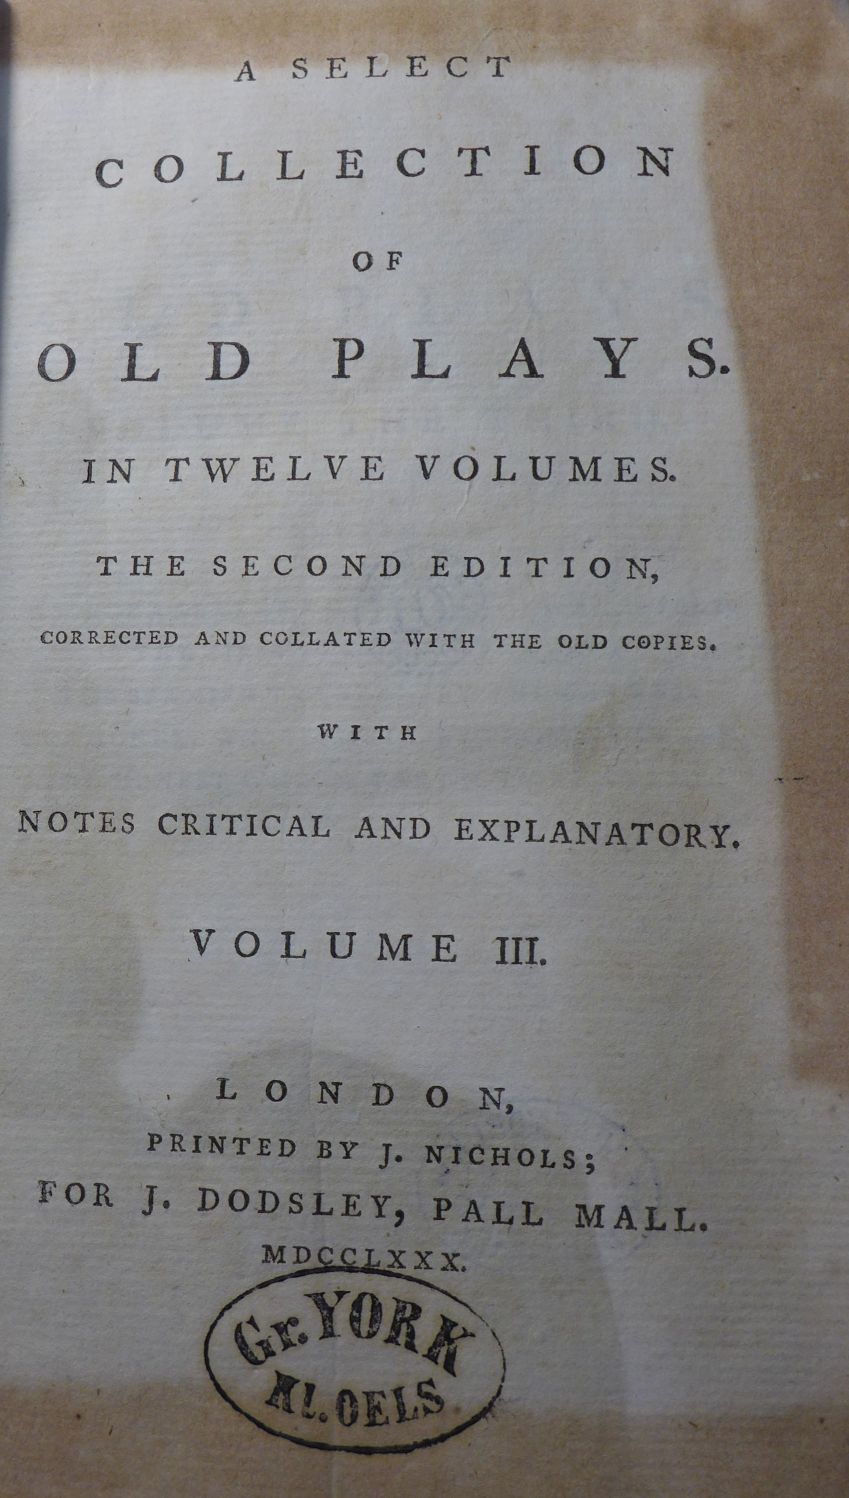 A SELECT
COLLECTION
OF
OLD PLAYS.
IN TWELVE VOLUMES.
THE SECOND EDITION,
CORRECTED AND COLLATED WITH THE OLD COPIES.
WITH
NOTES CRITICAL AND EXPLANATORY.
VOLUME III.
LONDON,
PRINTED BY J. NICHOLS;
FOR J. DODSLEY, PALL MALL.
MDCCLXXX.
Gr. YORK
Kl. OELS